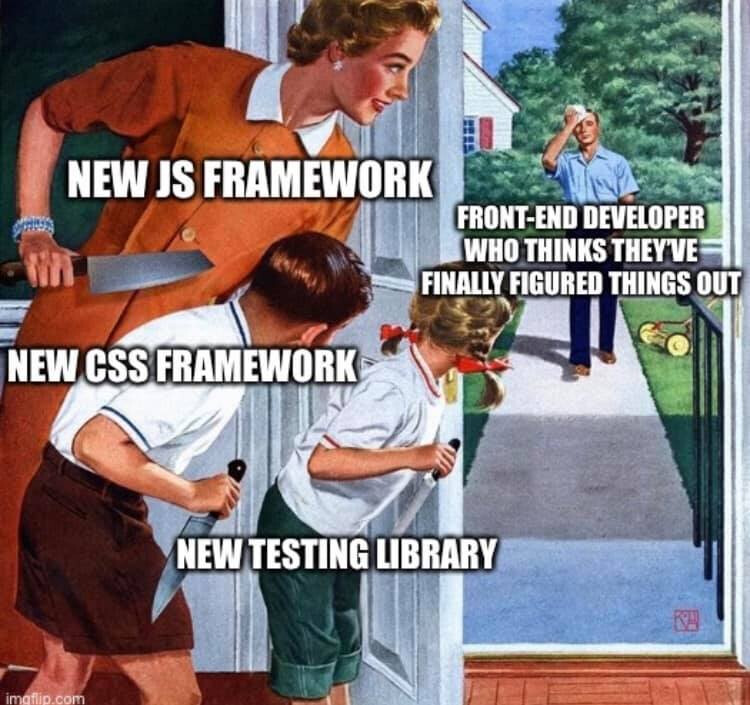 NEW JS FRAMEWORK
FRONT-END DEVELOPER
WHO THINKS THEY'VE
FINALLY FIGURED THINGS OUT
NEW CSS FRAMEWORK
NEW TESTING LIBRARY
imgflip.com